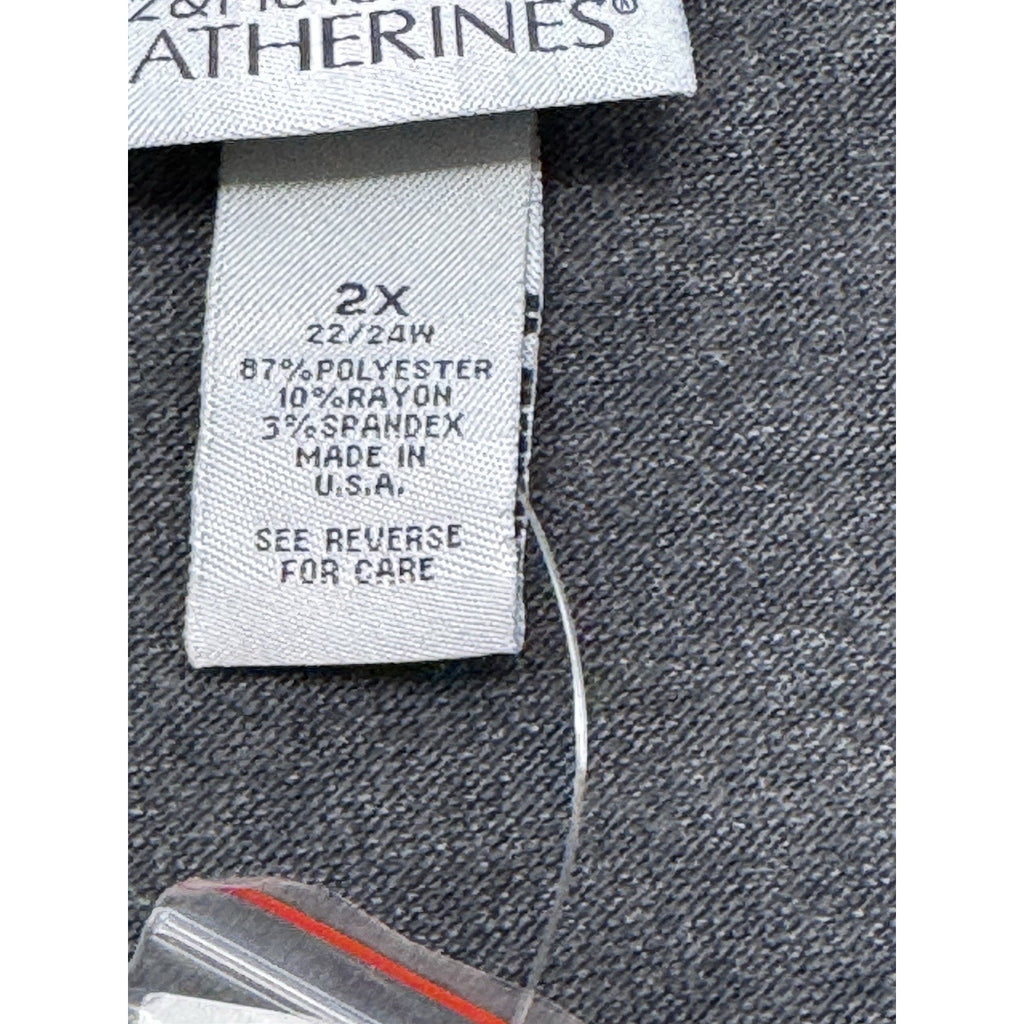 ATHERINES®
2X
22/24W
87%POLYESTER
10%RAYON
3%SPANDEX
MADE IN
U.S.A.
SEE REVERSE
FOR CARE